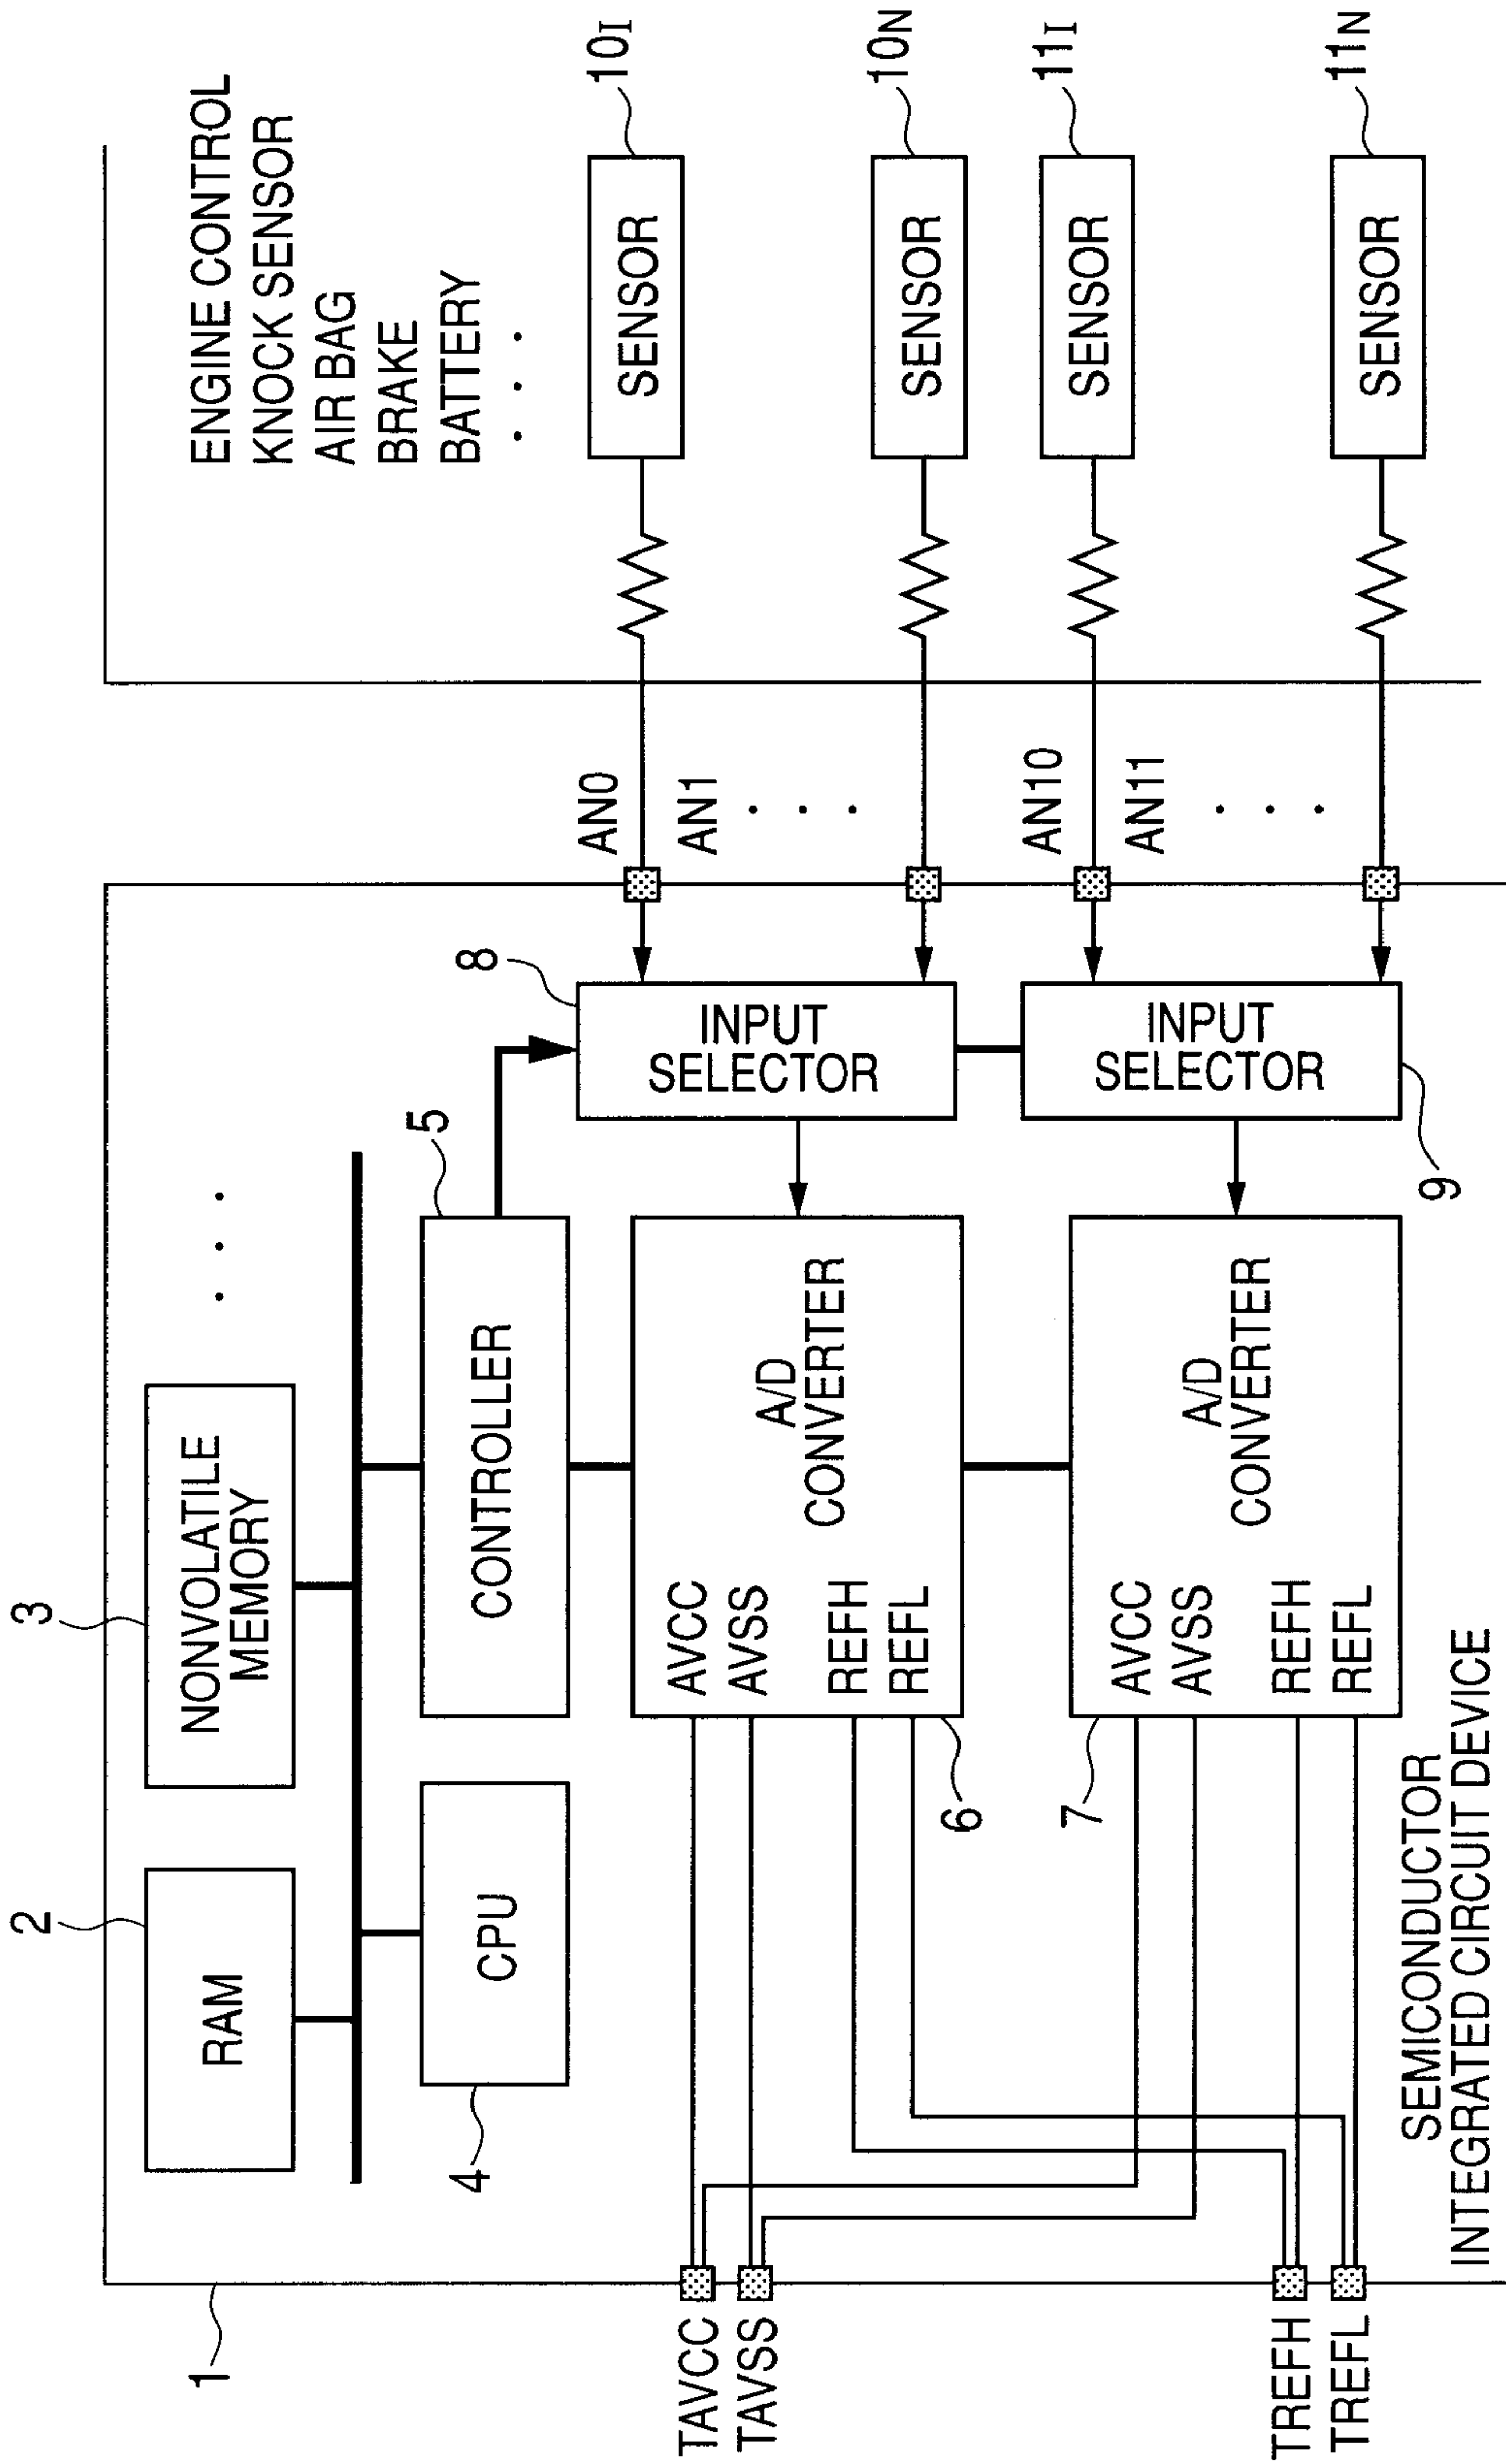 ENGINE CONTROL
KNOCK SENSOR
AIR BAG
BRAKE
BATTERY
. . .
1
2
RAM
3
NONVOLATILE
MEMORY
. . .
4
CPU
5
CONTROLLER
8
INPUT
SELECTOR
AN0
AN1
. . .
SENSOR
10I
SENSOR
10N
TAVCC
TAVSS
AVCC
AVSS
REFH
REFL
A/D
CONVERTER
6
7
AVCC
AVSS
REFH
REFL
A/D
CONVERTER
INPUT
SELECTOR
9
AN10
AN11
. . .
SENSOR
11I
SENSOR
11N
TREFH
TREFL
SEMICONDUCTOR
INTEGRATED CIRCUIT DEVICE